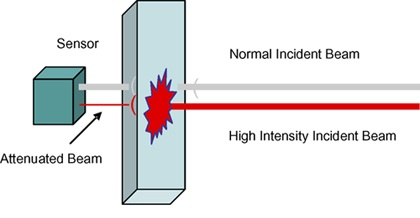 Sensor
Normal Incident Beam
High Intensity Incident Beam
Attenuated Beam